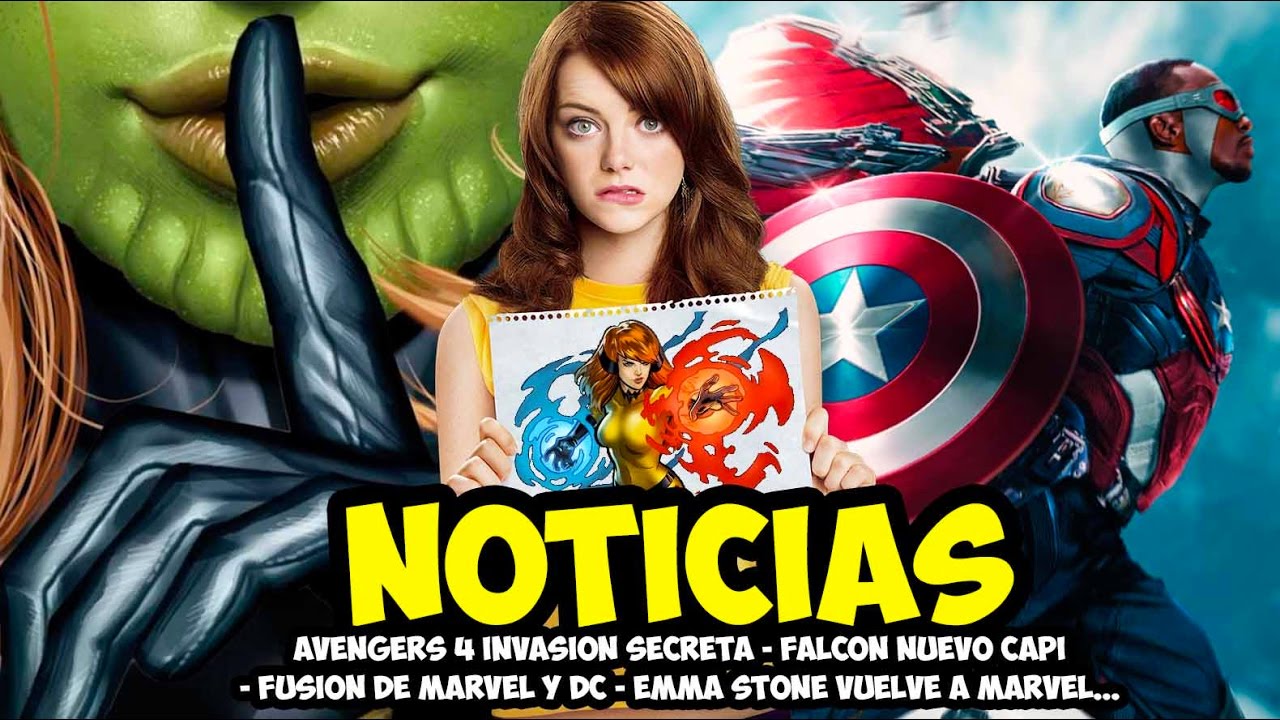 NOTICIAS
AVENGERS 4 INVASION SECRETA - FALCON NUEVO CAPI
- FUSION DE MARVEL Y DC - EMMA STONE VUELVE A MARVEL...